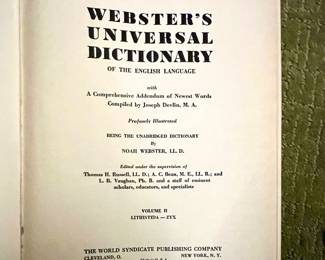 WEBSTER'S
UNIVERSAL
DICTIONARY
OF THE ENGLISH LANGUAGE
with
A Comprehensive Addendum of Newest Words
Compiled by Joseph Devlin, M. A.
Profusely Illustrated
BEING THE UNABRIDGED DICTIONARY
By
NOAH WEBSTER, LL. D.
Edited under the supervision of
Thomas H. Russell, LL. D.; A. C. Bean, M. E., LL. B.; and
L. B. Vaughan, Ph. B. and a staff of eminent
scholars, educators, and specialists
VOLUME II
LITHISTIDA — ZYX
THE WORLD SYNDICATE PUBLISHING COMPANY
CLEVELAND, O.
NEW YORK, N. Y.